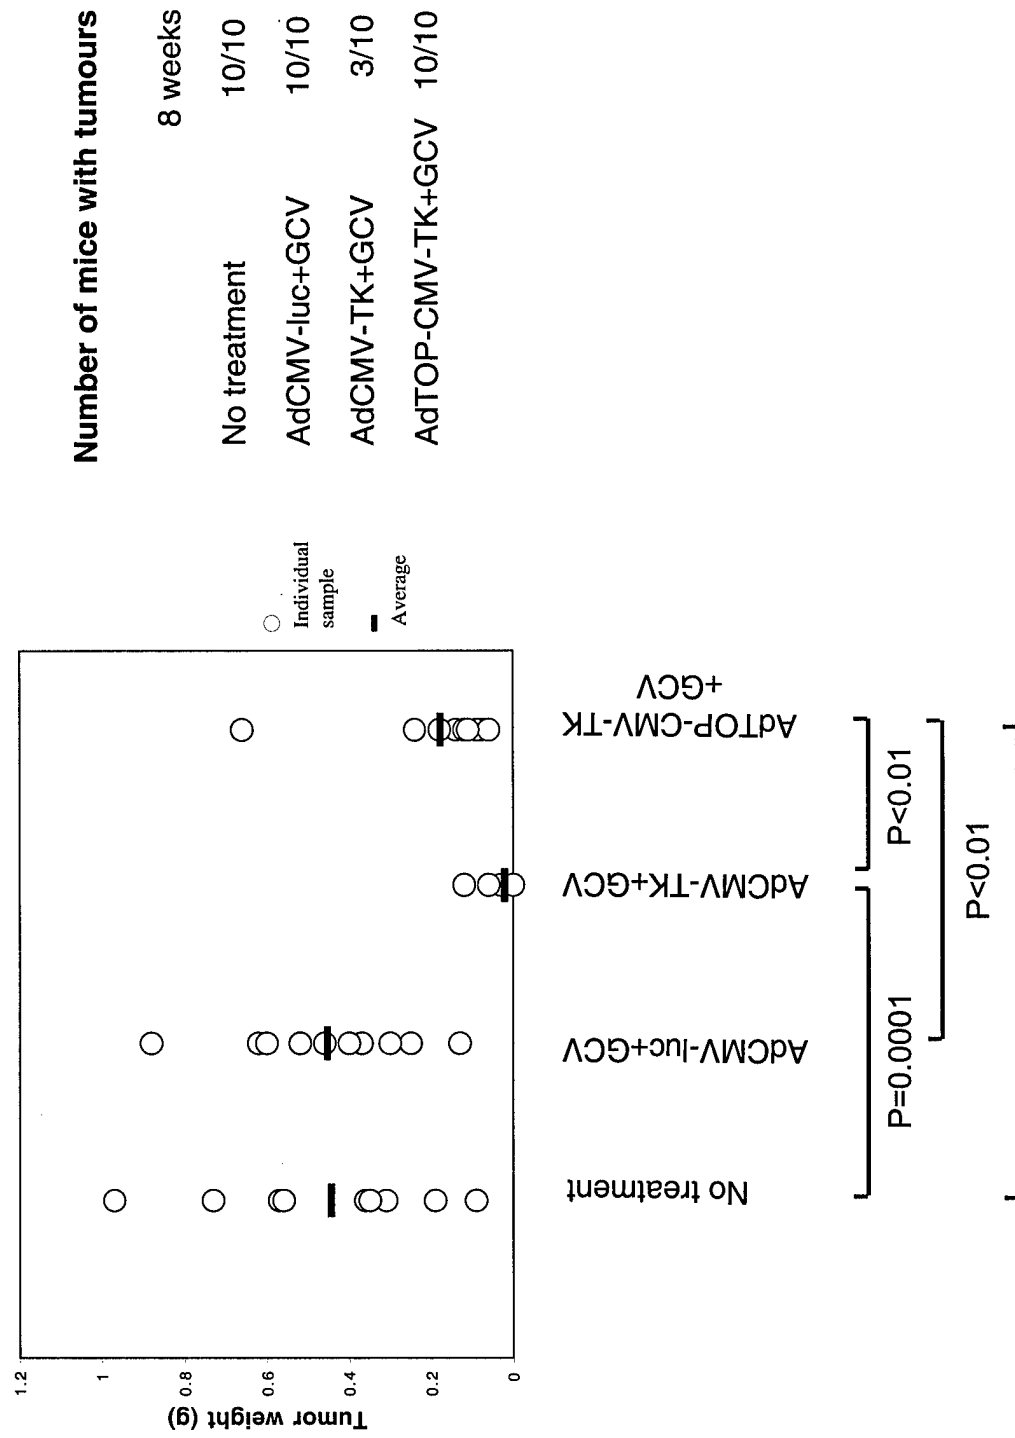 Number of mice with tumours
8 weeks
No treatment 10/10
AdCMV-luc+GCV 10/10
AdCMV-TK+GCV 3/10
AdTOP-CMV-TK+GCV 10/10
Individual
sample
Average
Tumor weight (g)
1.2
1
0.8
0.6
0.4
0.2
0
No treatment
AdCMV-luc+GCV
AdCMV-TK+GCV
AdTOP-CMV-TK
+GCV
P=0.0001
P<0.01
P<0.01